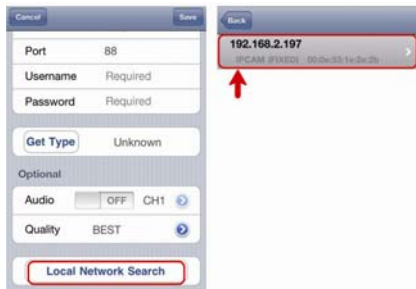 Cancel
Save
Port 88
Username Required
Password Required
Get Type Unknown
Optional
Audio OFF CH1
Quality BEST
Local Network Search
Back
192.168.2.197
IPCAM (FIXED)